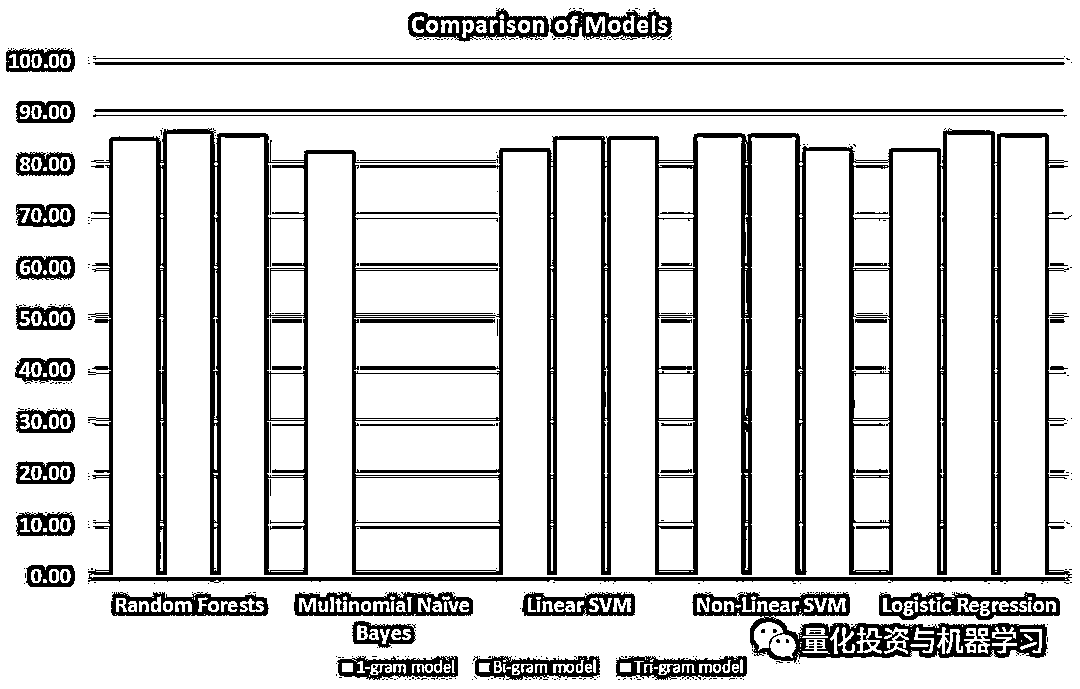 Comparison of Models
100.00
90.00
80.00
70.00
60.00
50.00
40.00
30.00
20.00
10.00
0.00
Random Forests
Multinomial Naïve
Bayes
Linear SVM
Non-Linear SVM
Logistic Regression
量化投资与机器学习
1-gram model
Bi-gram model
Tri-gram model